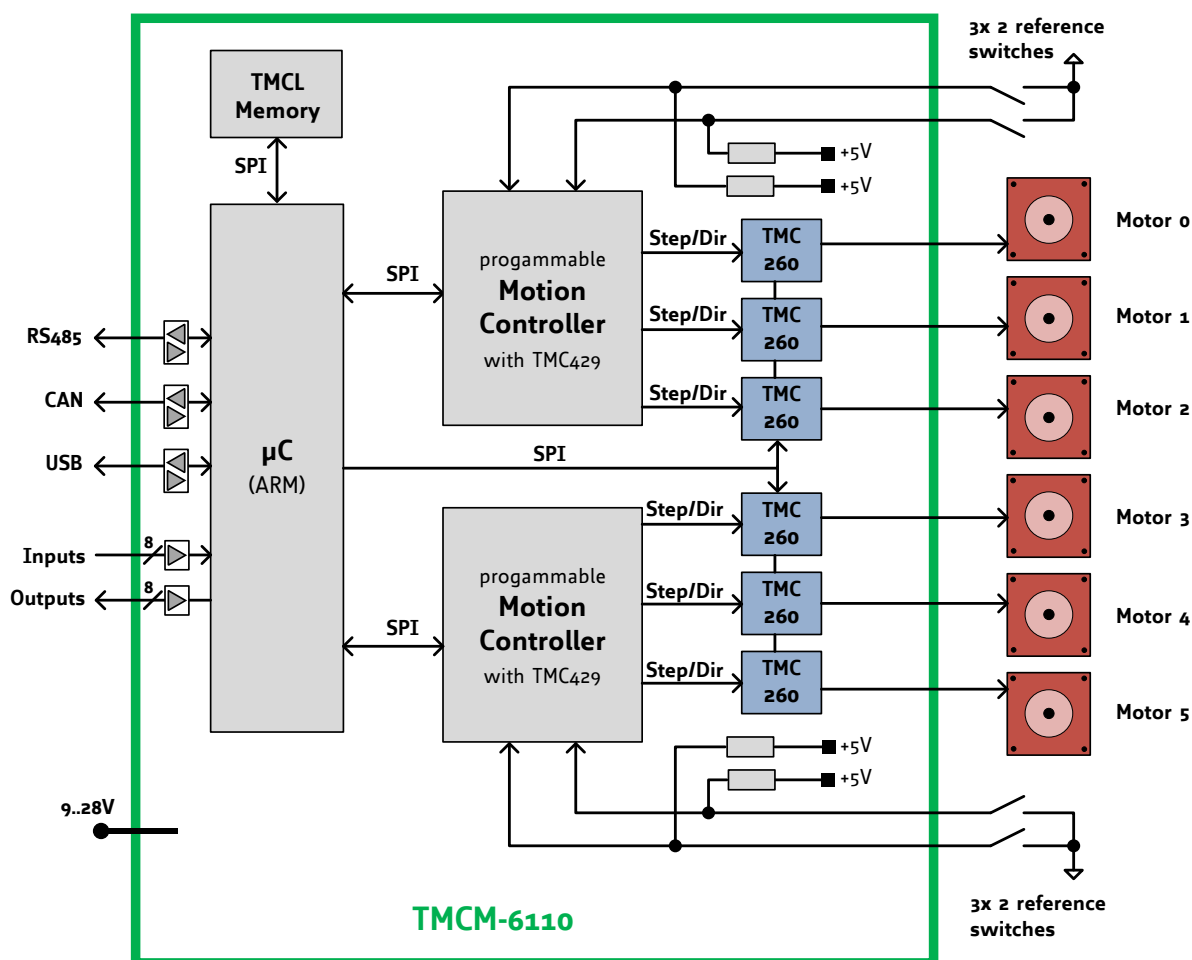 3x 2 reference
switches
TMCL
Memory
SPI
+5V
+5V
progammable
Motion
Controller
with TMC429
SPI
Step/Dir
Step/Dir
Step/Dir
TMC
260
TMC
260
TMC
260
Motor 0
Motor 1
Motor 2
RS485
CAN
USB
Inputs
8
Outputs
8
µC
(ARM)
SPI
progammable
Motion
Controller
with TMC429
SPI
Step/Dir
Step/Dir
Step/Dir
TMC
260
TMC
260
TMC
260
Motor 3
Motor 4
Motor 5
+5V
+5V
9..28V
3x 2 reference
switches
TMCM-6110